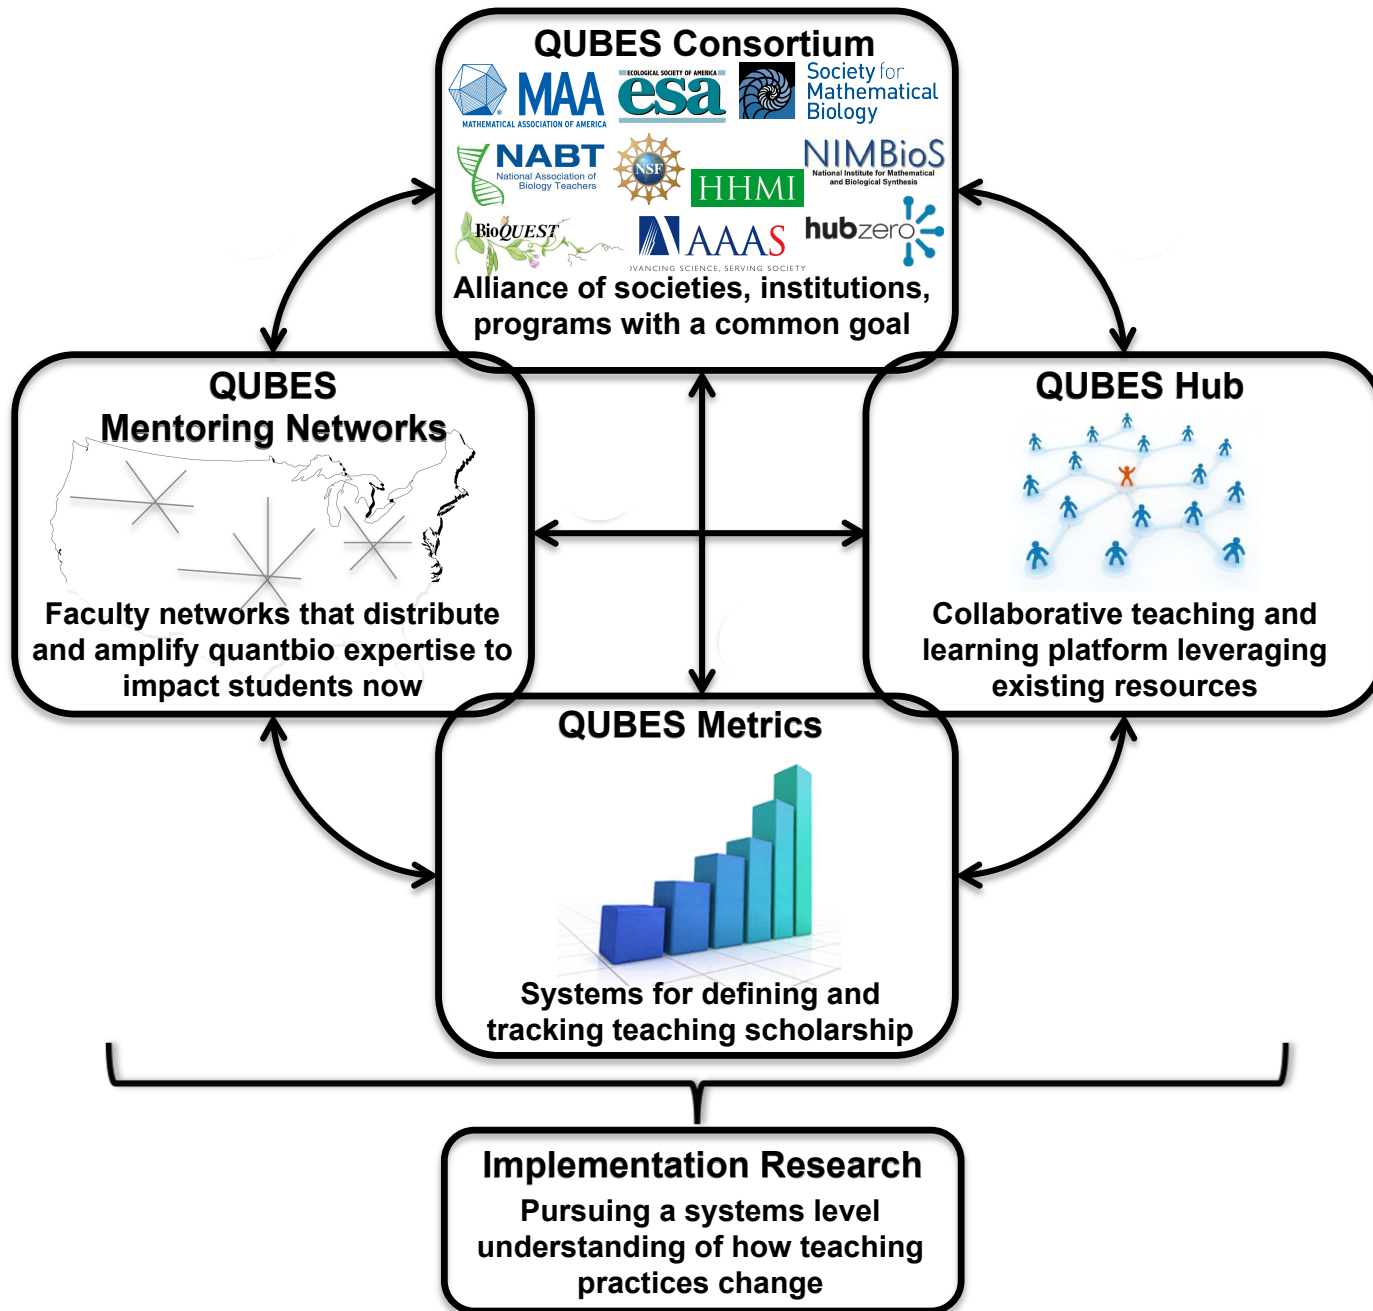 QUBES Consortium
MAA
MATHEMATICAL ASSOCIATION OF AMERICA
ECOLOGICAL SOCIETY OF AMERICA
esa
Society for
Mathematical
Biology
NABT
National Association of
Biology Teachers
NSF
HHMI
NIMBioS
National Institute for Mathematical
and Biological Synthesis
BioQUEST
AAAS
DVANCING SCIENCE, SERVING SOCIETY
hubzero
Alliance of societies, institutions,
programs with a common goal
QUBES
Mentoring Networks
Faculty networks that distribute
and amplify quantbio expertise to
impact students now
QUBES Hub
Collaborative teaching and
learning platform leveraging
existing resources
QUBES Metrics
Systems for defining and
tracking teaching scholarship
Implementation Research
Pursuing a systems level
understanding of how teaching
practices change